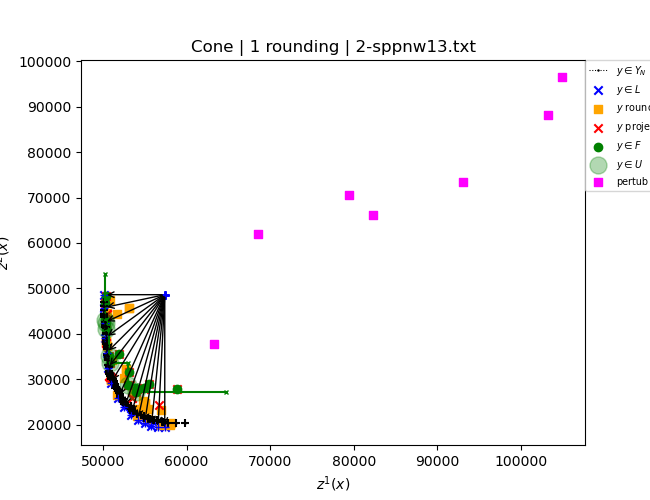 Cone | 1 rounding | 2-sppnw13.txt
100000
90000
80000
70000
60000
50000
40000
30000
20000
z²(x)
50000 60000 70000 80000 90000 100000
z¹(x)
y ∈ Y_N
y ∈ L
y round
y proje
y ∈ F
y ∈ U
pertub